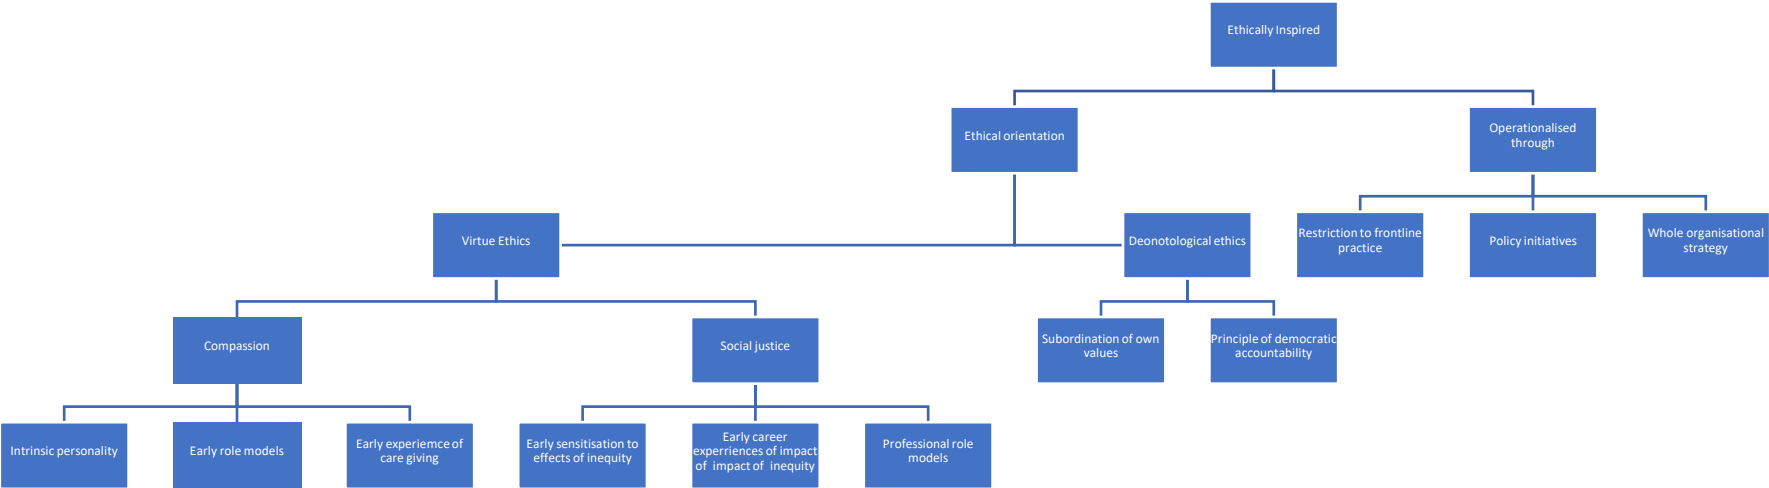 Ethically Inspired
Ethical orientation
Operationalised
through
Virtue Ethics
Deonotological ethics
Restriction to frontline
practice
Policy initiatives
Whole organisational
strategy
Compassion
Social justice
Subordination of own
values
Principle of democratic
accountability
Intrinsic personality
Early role models
Early experiemce of
care giving
Early sensitisation to
effects of inequity
Early career
experriences of impact
of impact of inequity
Professional role
models